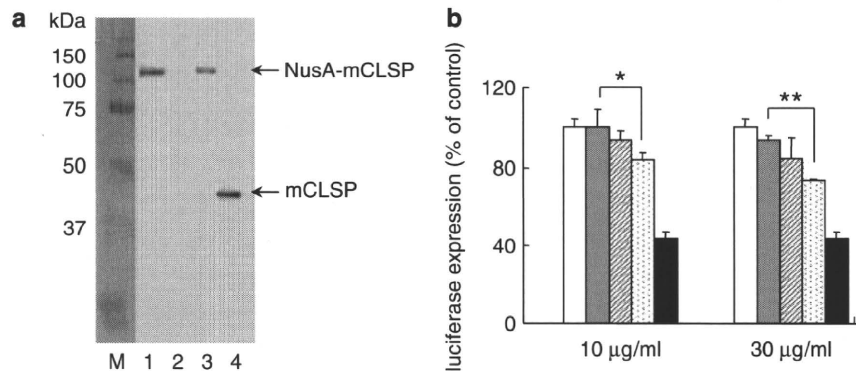 a
kDa
150
100
75
50
37
NusA-mCLSP
mCLSP
M 1 2 3 4
b
luciferase expression (% of control)
120
80
40
0
*
**
10 µg/ml
30 µg/ml